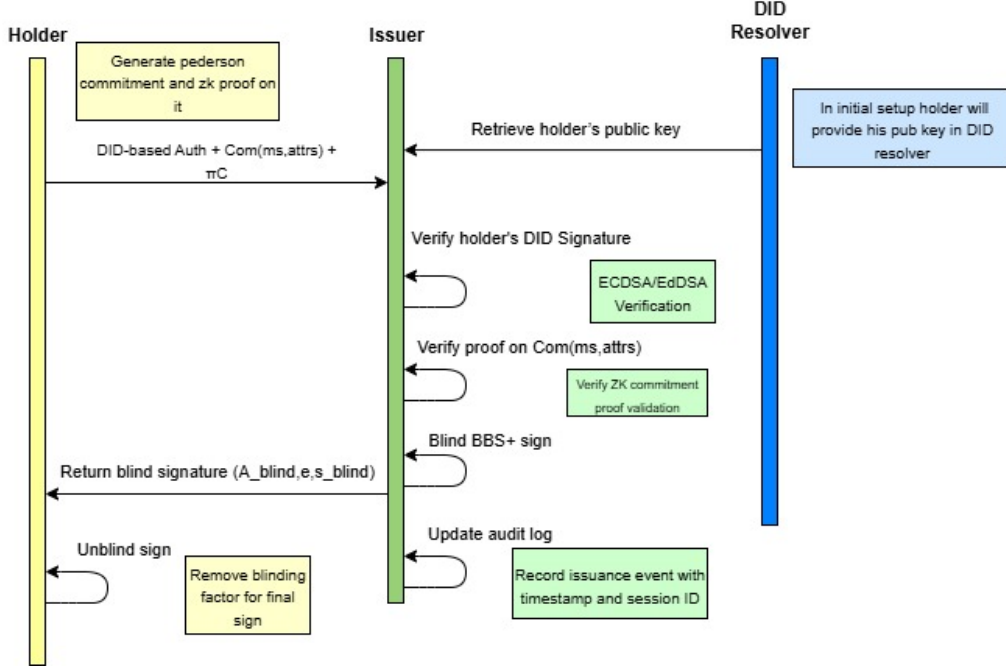 DID
Resolver
Holder
Issuer
Generate pederson
commitment and zk proof on
it
In initial setup holder will
provide his pub key in DID
resolver
Retrieve holder's public key
DID-based Auth + Com(ms,attrs) +
πC
Verify holder's DID Signature
ECDSA/EdDSA
Verification
Verify proof on Com(ms,attrs)
Verify ZK commitment
proof validation
Blind BBS+ sign
Return blind signature (A_blind,e,s_blind)
Update audit log
Unblind sign
Record issuance event with
timestamp and session ID
Remove blinding
factor for final
sign